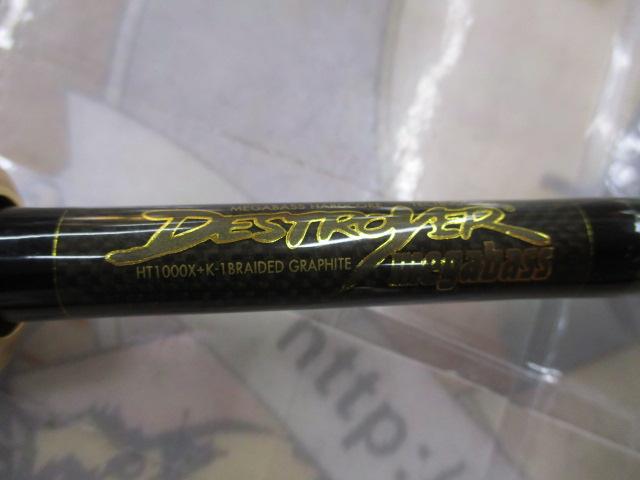 MEGABASS HARDCORE
DESTROYER
HT1000X+K-1BRAIDED GRAPHITE
megabass
http:/